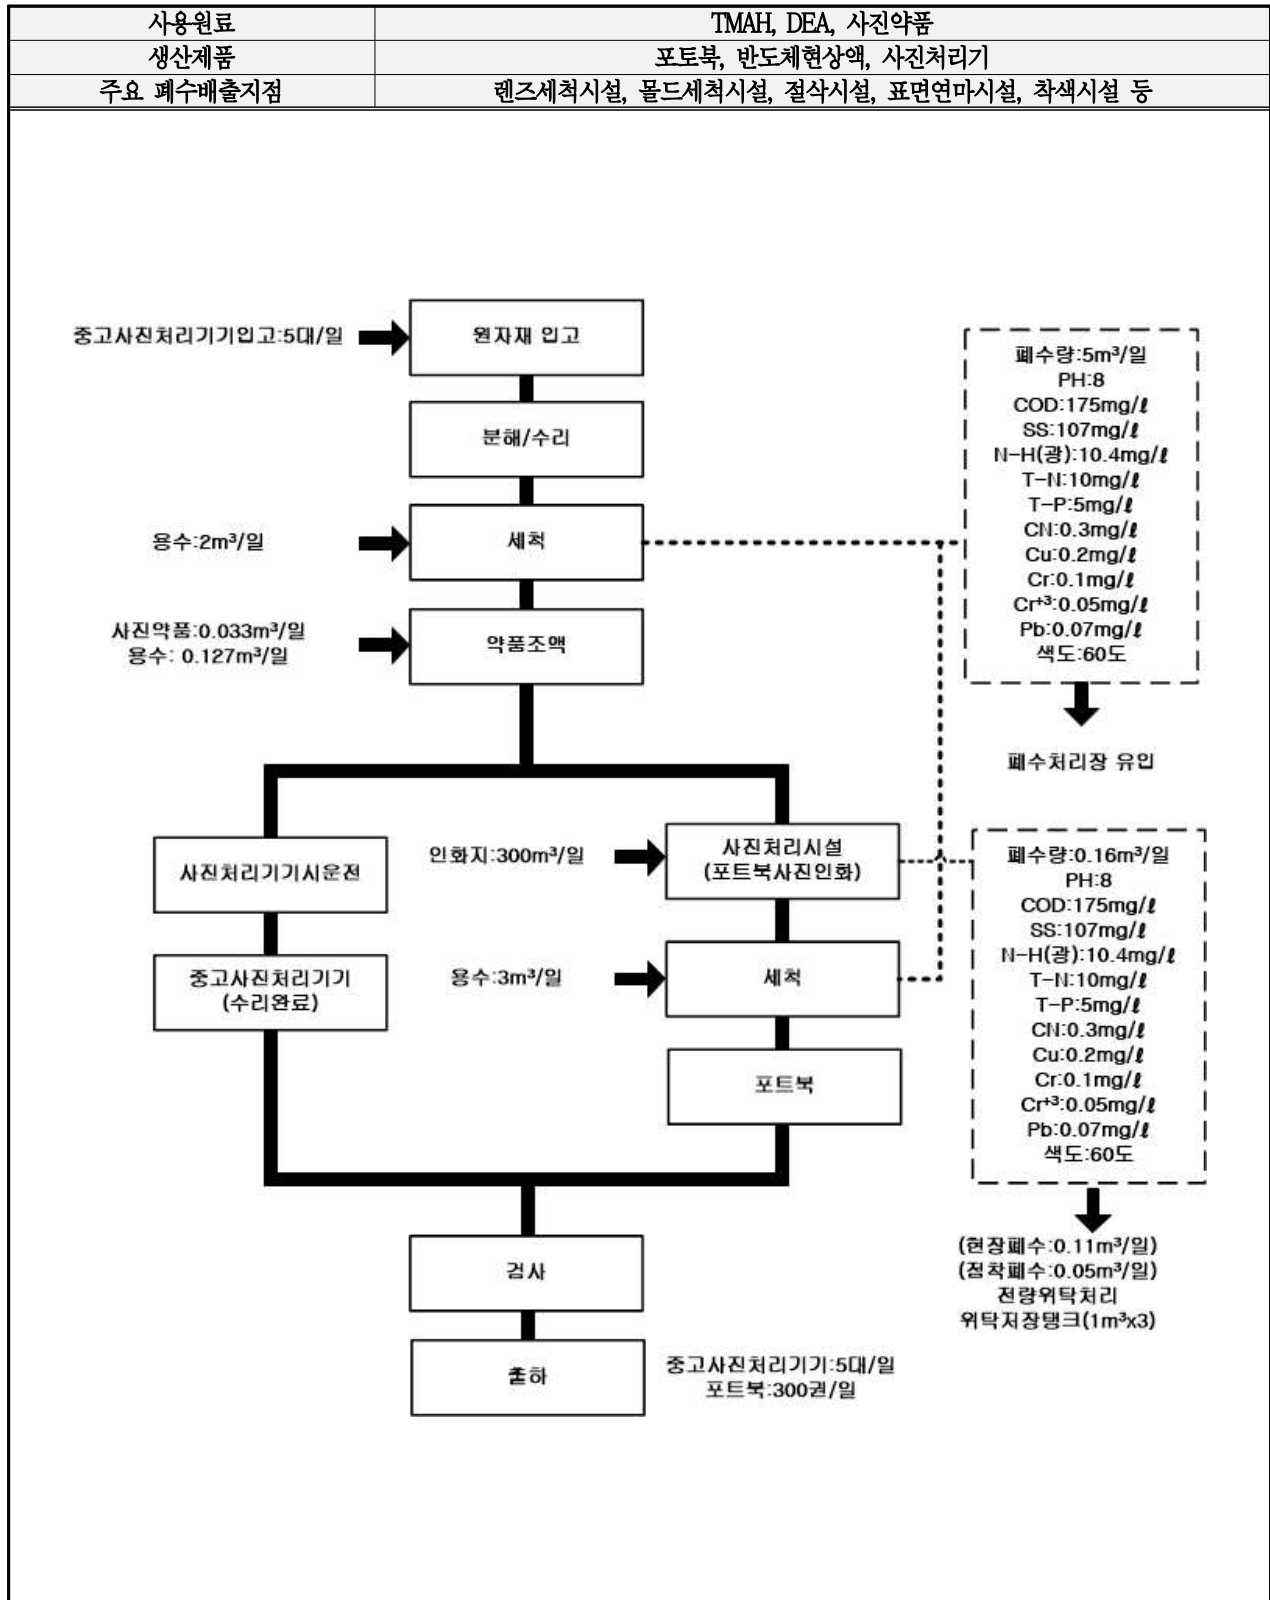 사용원료 TMAH, DEA, 사진약품
생산제품 포토북, 반도체현상액, 사진처리기
주요 폐수배출지점 렌즈세척시설, 몰드세척시설, 절삭시설, 표면연마시설, 착색시설 등
중고사진처리기기입고:5대/일
원자재 입고
분해/수리
용수:2m³/일
세척
사진약품:0.033m³/일
용수: 0.127m³/일
약품조액
폐수량:5m³/일
PH:8
COD:175mg/ℓ
SS:107mg/ℓ
N-H(광):10.4mg/ℓ
T-N:10mg/ℓ
T-P:5mg/ℓ
CN:0.3mg/ℓ
Cu:0.2mg/ℓ
Cr:0.1mg/ℓ
Cr⁺³:0.05mg/ℓ
Pb:0.07mg/ℓ
색도:60도
폐수처리장 유입
사진처리기기시운전
중고사진처리기기
(수리완료)
인화지:300m³/일
사진처리시설
(포트북사진인화)
용수:3m³/일
세척
포트북
폐수량:0.16m³/일
PH:8
COD:175mg/ℓ
SS:107mg/ℓ
N-H(광):10.4mg/ℓ
T-N:10mg/ℓ
T-P:5mg/ℓ
CN:0.3mg/ℓ
Cu:0.2mg/ℓ
Cr:0.1mg/ℓ
Cr⁺³:0.05mg/ℓ
Pb:0.07mg/ℓ
색도:60도
(현장폐수:0.11m³/일)
(점착폐수:0.05m³/일)
전량위탁처리
위탁저장탱크(1m³x3)
검사
출하
중고사진처리기기:5대/일
포트북:300권/일